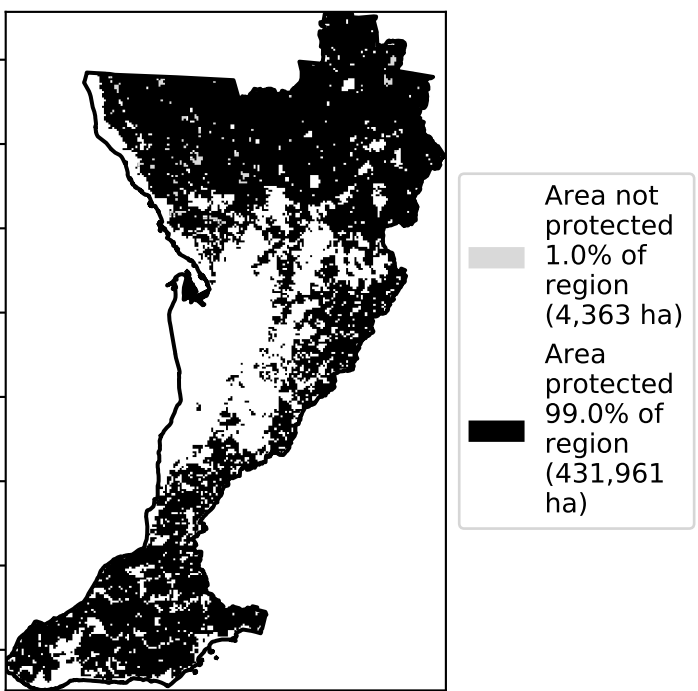 Area not
protected
1.0% of
region
(4,363 ha)
Area
protected
99.0% of
region
(431,961
ha)